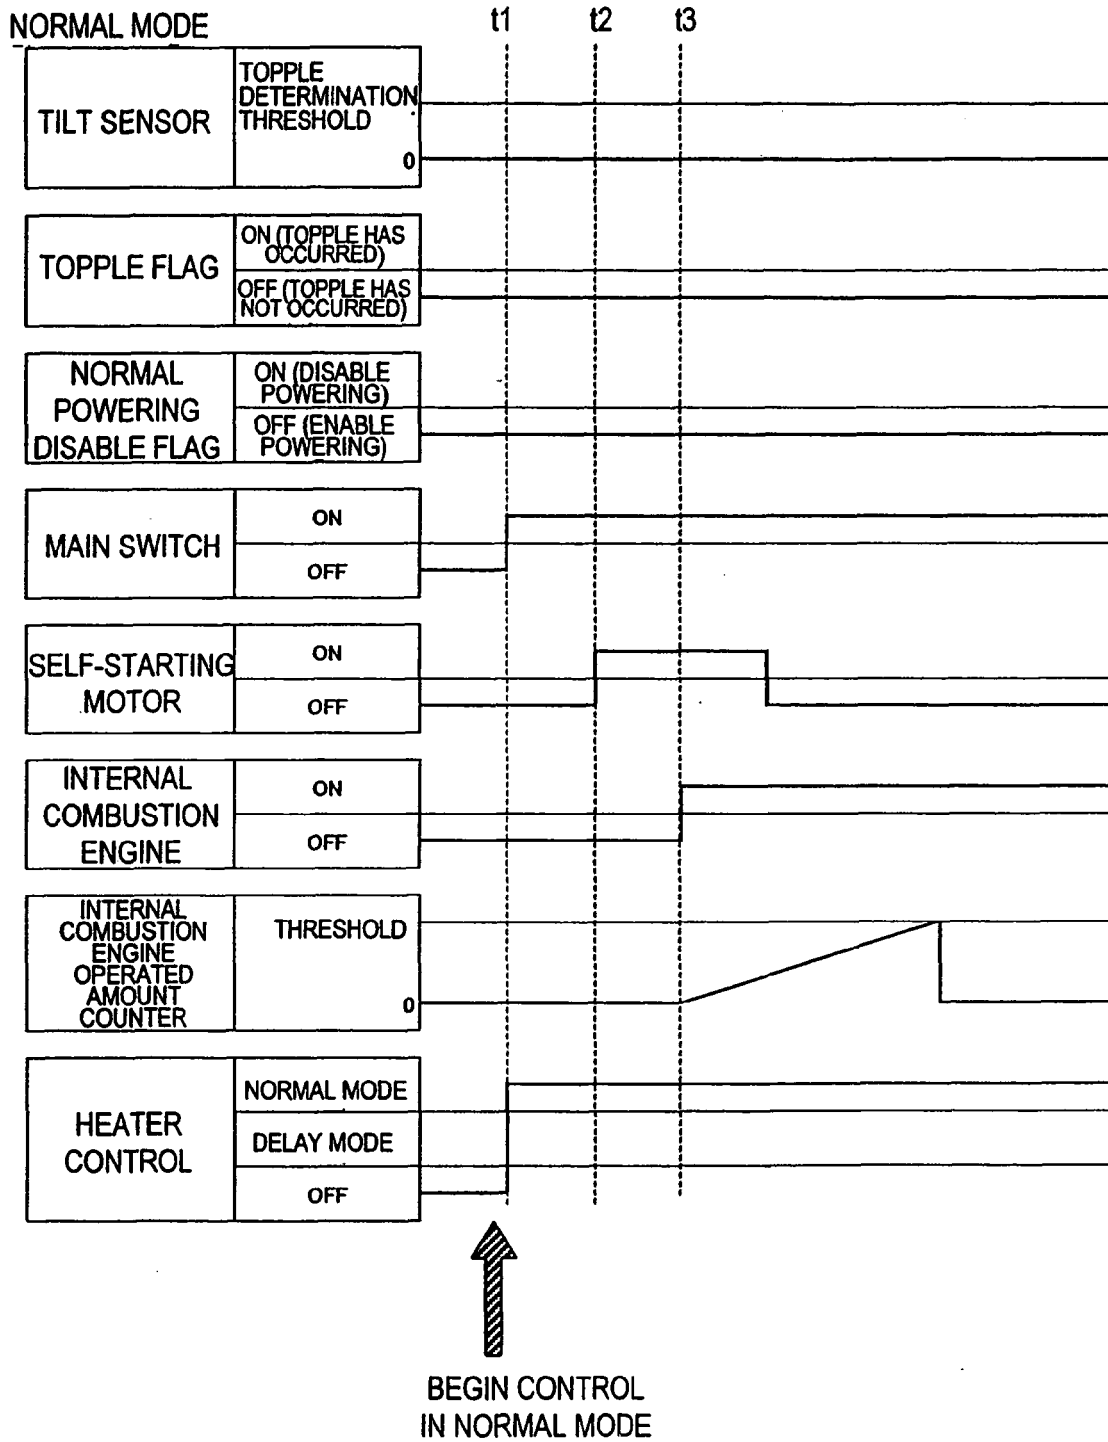 NORMAL MODE
t1
t2
t3
TILT SENSOR
TOPPLE
DETERMINATION
THRESHOLD
0
TOPPLE FLAG
ON (TOPPLE HAS
OCCURRED)
OFF (TOPPLE HAS
NOT OCCURRED)
NORMAL
POWERING
DISABLE FLAG
ON (DISABLE
POWERING)
OFF (ENABLE
POWERING)
MAIN SWITCH
ON
OFF
SELF-STARTING
MOTOR
ON
OFF
INTERNAL
COMBUSTION
ENGINE
ON
OFF
INTERNAL
COMBUSTION
ENGINE
OPERATED
AMOUNT
COUNTER
THRESHOLD
0
HEATER
CONTROL
NORMAL MODE
DELAY MODE
OFF
BEGIN CONTROL
IN NORMAL MODE